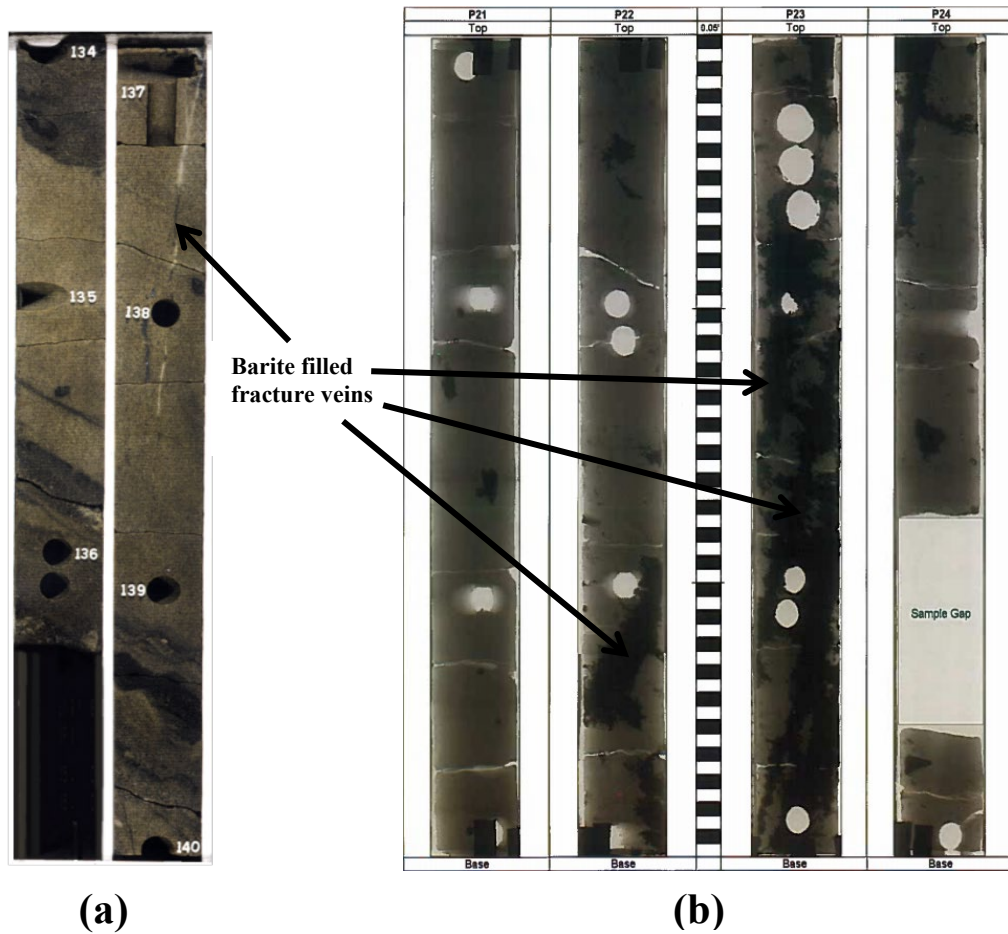 134
137
135
138
136
139
140
Barite filled
fracture veins
P21
P22
P23
P24
Top
Top
0.05'
Top
Top
Sample Gap
Base
Base
Base
Base
(a)
(b)